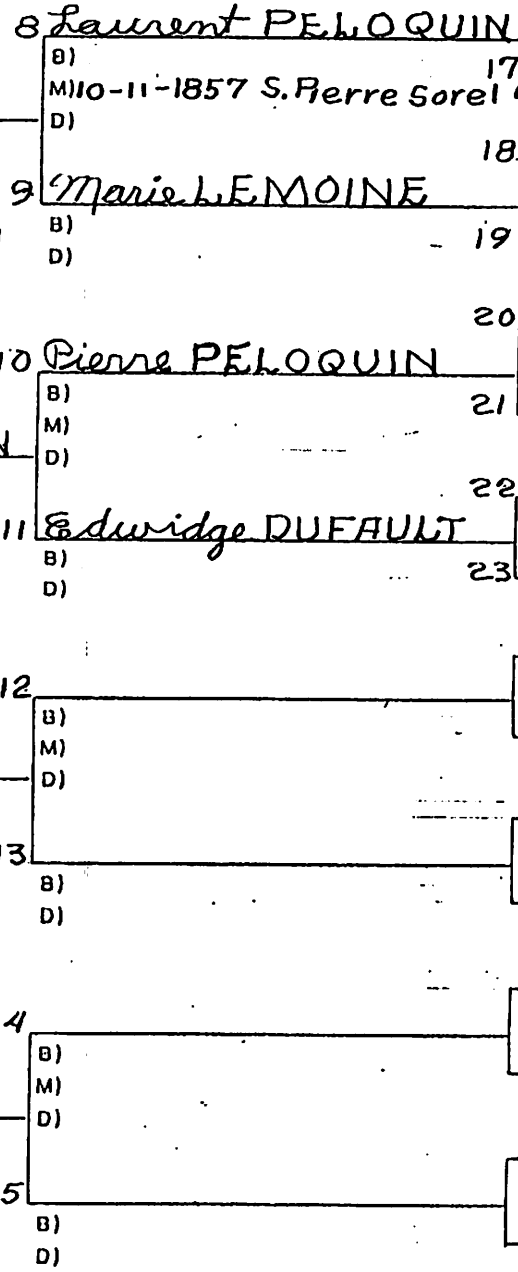 8 Laurent PELOQUIN
B)
17
M) 10-11-1857 S. Pierre Sorel
D)
18
9 Marie LEMOINE
B)
19
D)
20
10 Pierre PELOQUIN
B)
21
M)
D)
22
11 Edwidge DUFAULT
B)
23
D)
12
B)
M)
D)
13
B)
D)
4
B)
M)
D)
5
B)
D)